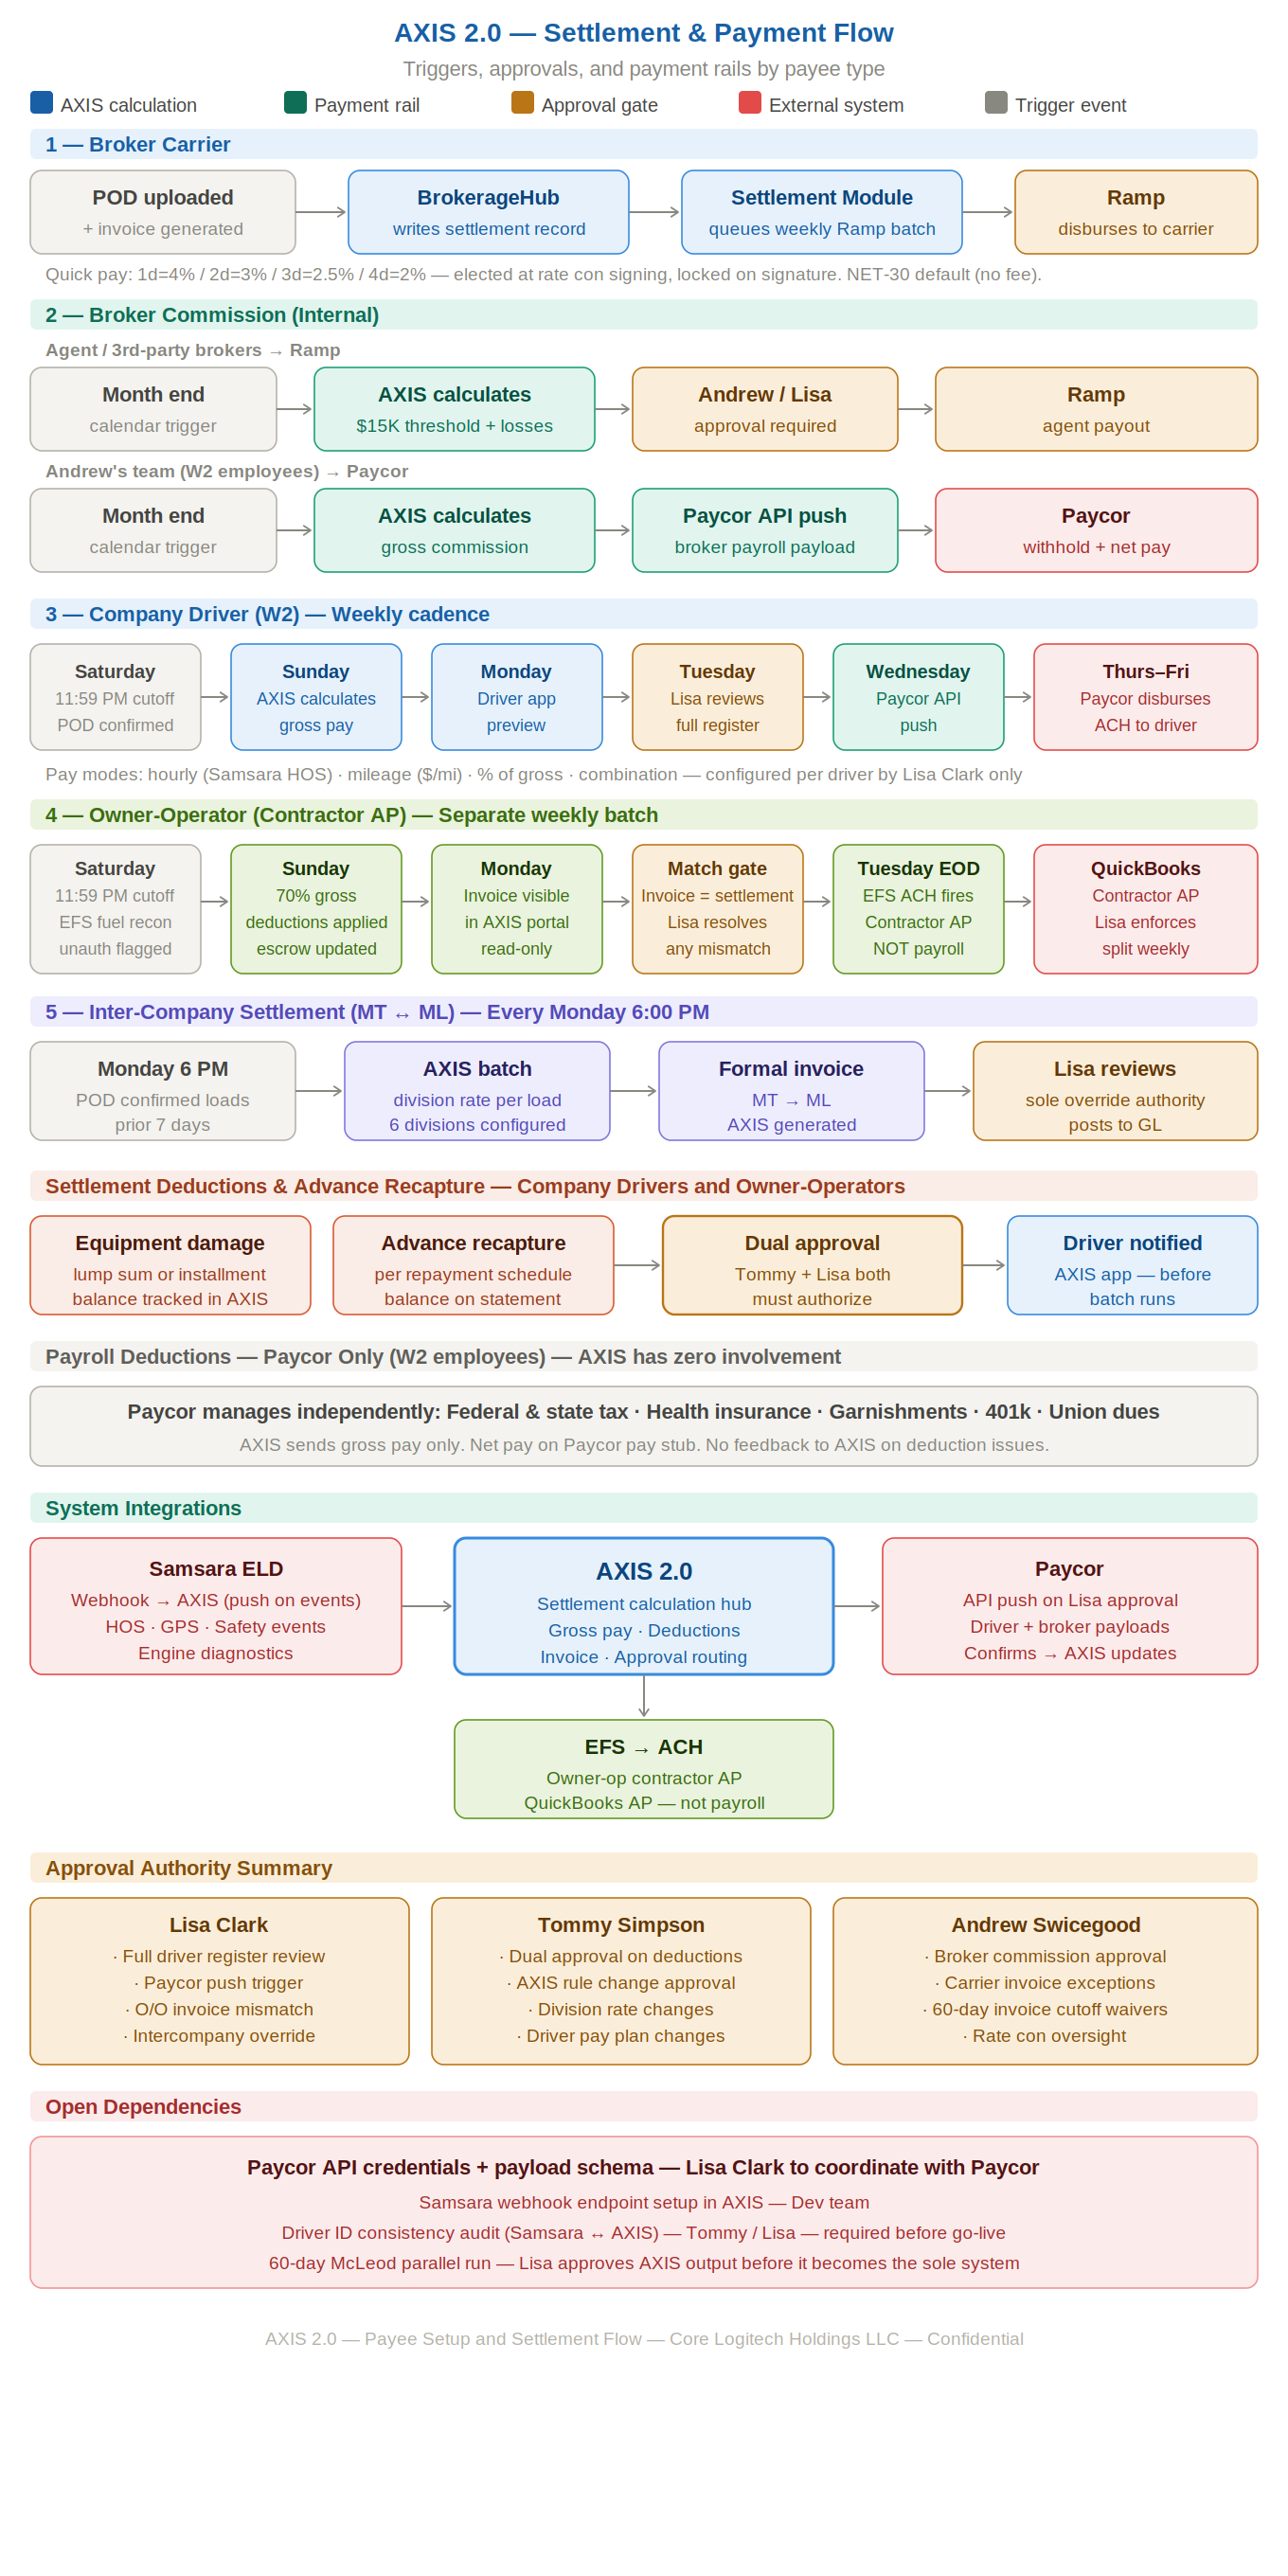 AXIS 2.0 — Settlement & Payment Flow
Triggers, approvals, and payment rails by payee type
AXIS calculation
Payment rail
Approval gate
External system
Trigger event
1 — Broker Carrier
POD uploaded
+ invoice generated
BrokerageHub
writes settlement record
Settlement Module
queues weekly Ramp batch
Ramp
disburses to carrier
Quick pay: 1d=4% / 2d=3% / 3d=2.5% / 4d=2% — elected at rate con signing, locked on signature. NET-30 default (no fee).
2 — Broker Commission (Internal)
Agent / 3rd-party brokers → Ramp
Month end
calendar trigger
AXIS calculates
$15K threshold + losses
Andrew / Lisa
approval required
Ramp
agent payout
Andrew's team (W2 employees) → Paycor
Month end
calendar trigger
AXIS calculates
gross commission
Paycor API push
broker payroll payload
Paycor
withhold + net pay
3 — Company Driver (W2) — Weekly cadence
Saturday
11:59 PM cutoff
POD confirmed
Sunday
AXIS calculates
gross pay
Monday
Driver app
preview
Tuesday
Lisa reviews
full register
Wednesday
Paycor API
push
Thurs–Fri
Paycor disburses
ACH to driver
Pay modes: hourly (Samsara HOS) · mileage ($/mi) · % of gross · combination — configured per driver by Lisa Clark only
4 — Owner-Operator (Contractor AP) — Separate weekly batch
Saturday
11:59 PM cutoff
EFS fuel recon
unauth flagged
Sunday
70% gross
deductions applied
escrow updated
Monday
Invoice visible
in AXIS portal
read-only
Match gate
Invoice = settlement
Lisa resolves
any mismatch
Tuesday EOD
EFS ACH fires
Contractor AP
NOT payroll
QuickBooks
Contractor AP
Lisa enforces
split weekly
5 — Inter-Company Settlement (MT ↔ ML) — Every Monday 6:00 PM
Monday 6 PM
POD confirmed loads
prior 7 days
AXIS batch
division rate per load
6 divisions configured
Formal invoice
MT → ML
AXIS generated
Lisa reviews
sole override authority
posts to GL
Settlement Deductions & Advance Recapture — Company Drivers and Owner-Operators
Equipment damage
lump sum or installment
balance tracked in AXIS
Advance recapture
per repayment schedule
balance on statement
Dual approval
Tommy + Lisa both
must authorize
Driver notified
AXIS app — before
batch runs
Payroll Deductions — Paycor Only (W2 employees) — AXIS has zero involvement
Paycor manages independently: Federal & state tax · Health insurance · Garnishments · 401k · Union dues
AXIS sends gross pay only. Net pay on Paycor pay stub. No feedback to AXIS on deduction issues.
System Integrations
Samsara ELD
Webhook → AXIS (push on events)
HOS · GPS · Safety events
Engine diagnostics
AXIS 2.0
Settlement calculation hub
Gross pay · Deductions
Invoice · Approval routing
Paycor
API push on Lisa approval
Driver + broker payloads
Confirms → AXIS updates
EFS → ACH
Owner-op contractor AP
QuickBooks AP — not payroll
Approval Authority Summary
Lisa Clark
· Full driver register review
· Paycor push trigger
· O/O invoice mismatch
· Intercompany override
Tommy Simpson
· Dual approval on deductions
· AXIS rule change approval
· Division rate changes
· Driver pay plan changes
Andrew Swicegood
· Broker commission approval
· Carrier invoice exceptions
· 60-day invoice cutoff waivers
· Rate con oversight
Open Dependencies
Paycor API credentials + payload schema — Lisa Clark to coordinate with Paycor
Samsara webhook endpoint setup in AXIS — Dev team
Driver ID consistency audit (Samsara ↔ AXIS) — Tommy / Lisa — required before go-live
60-day McLeod parallel run — Lisa approves AXIS output before it becomes the sole system
AXIS 2.0 — Payee Setup and Settlement Flow — Core Logitech Holdings LLC — Confidential